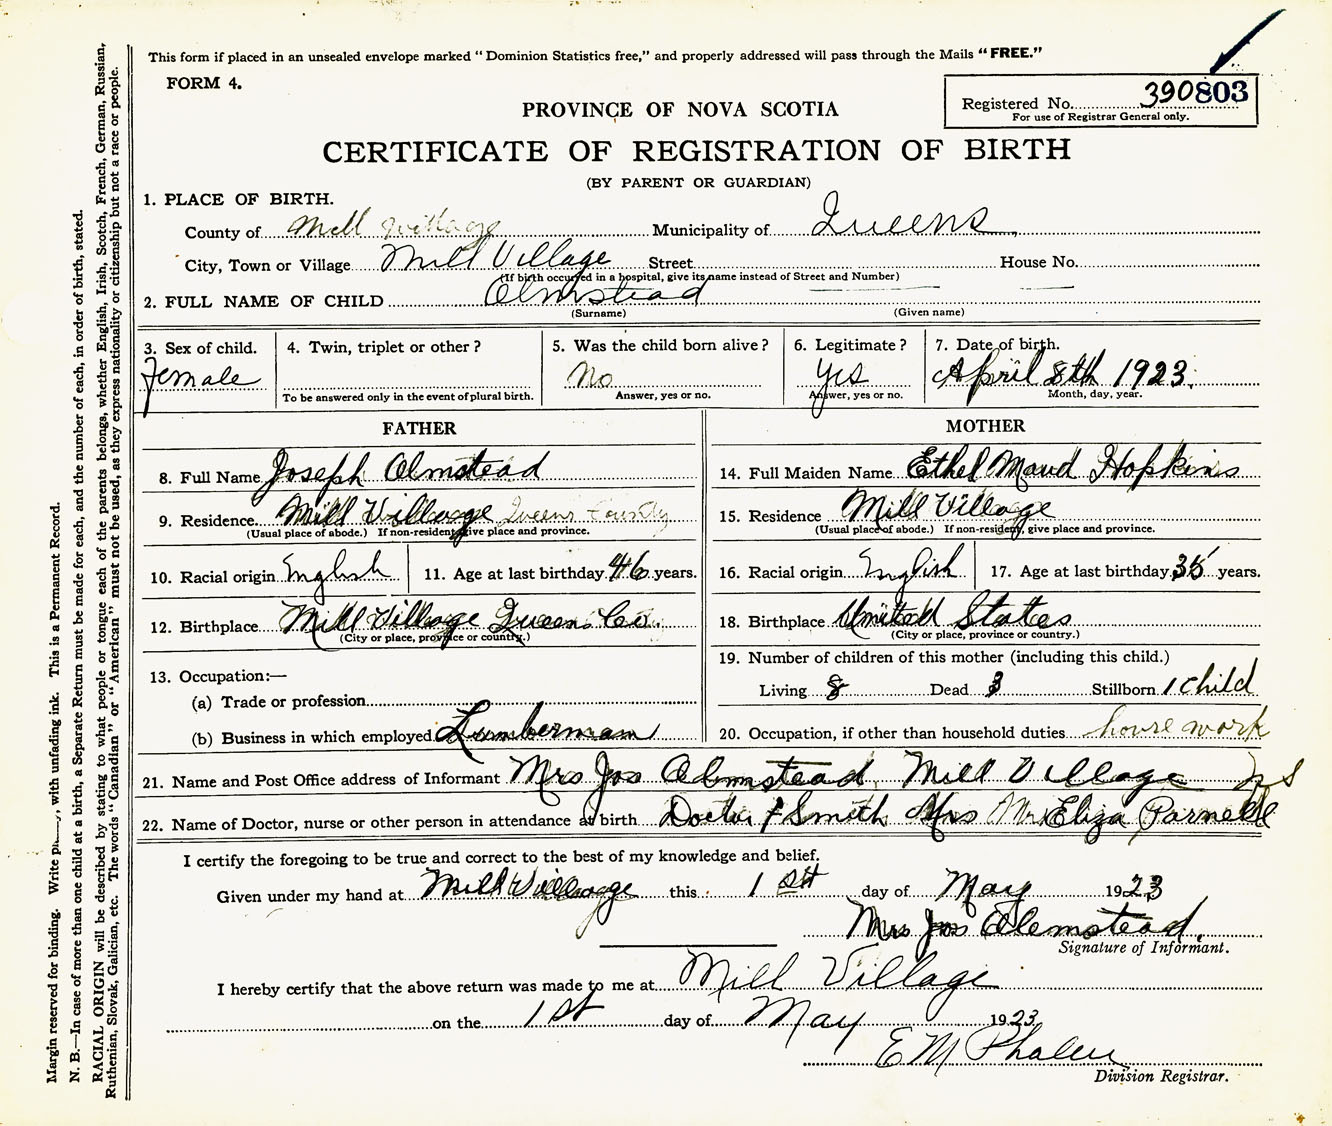 This form if placed in an unsealed envelope marked "Dominion Statistics free," and properly addressed will pass through the Mails "FREE."
FORM 4.
Registered No. 390803
For use of Registrar General only.
PROVINCE OF NOVA SCOTIA
CERTIFICATE OF REGISTRATION OF BIRTH
(BY PARENT OR GUARDIAN)
1. PLACE OF BIRTH.
County of Mill Village Municipality of Queens
City, Town or Village Mill Village Street House No.
(If birth occurred in a hospital, give its name instead of Street and Number)
2. FULL NAME OF CHILD Olmstead
(Surname) (Given name)
3. Sex of child. 4. Twin, triplet or other? 5. Was the child born alive? 6. Legitimate? 7. Date of birth.
Female No Yes April 8th 1923.
To be answered only in the event of plural birth. Answer, yes or no. Answer, yes or no. Month, day, year.
FATHER MOTHER
8. Full Name Joseph Olmstead 14. Full Maiden Name Ethel Maud Hopkins
9. Residence Mill Village Queens County 15. Residence Mill Village
(Usual place of abode.) If non-resident, give place and province. (Usual place of abode.) If non-resident, give place and province.
10. Racial origin English 11. Age at last birthday 46 years. 16. Racial origin English 17. Age at last birthday 35 years.
12. Birthplace Mill Village Queens Co. 18. Birthplace United States
(City or place, province or country.) (City or place, province or country.)
13. Occupation:— 19. Number of children of this mother (including this child.)
(a) Trade or profession Living 8 Dead 3 Stillborn 1 child
(b) Business in which employed Lumberman 20. Occupation, if other than household duties house work
21. Name and Post Office address of Informant Mrs Jos Olmstead, Mill Village NS
22. Name of Doctor, nurse or other person in attendance at birth Doctor F Smith Mrs Eliza Parnell
I certify the foregoing to be true and correct to the best of my knowledge and belief.
Given under my hand at Mill Village this 1 st day of May 1923
Mrs Jos Olemstead.
Signature of Informant.
I hereby certify that the above return was made to me at Mill Village
on the 1st day of May 1923
E M Phalen
Division Registrar.
Margin reserved for binding. Write with unfading ink. This is a Permanent Record.
N. B.—In case of more than one child at a birth, a Separate Return must be made for each, and the number of each, in order of birth, stated.
RACIAL ORIGIN will be described by stating to what people or tongue each of the parents belongs, whether English, Irish, Scotch, French, German, Russian,
Ruthenian, Slovak, Galician, etc. The words "Canadian" or "American" must not be used, as they express nationality or citizenship but not a race or people.